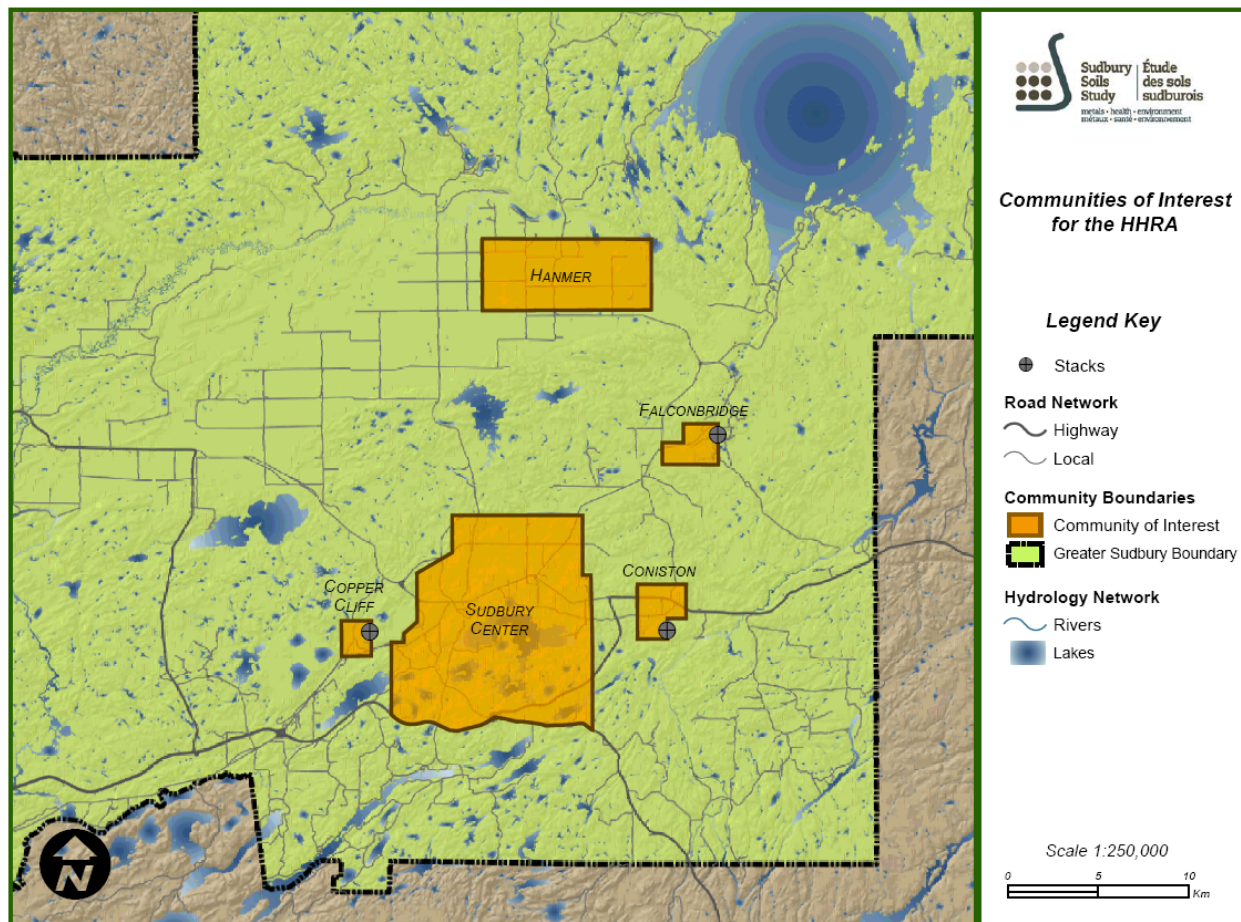 Sudbury
Soils
Study
Étude
des sols
sudburois
metals · health · environment
métaux · santé · environnement
Communities of Interest
for the HHRA
Legend Key
Stacks
Road Network
Highway
Local
Community Boundaries
Community of Interest
Greater Sudbury Boundary
Hydrology Network
Rivers
Lakes
Scale 1:250,000
0 5 10
Km
HANMER
FALCONBRIDGE
CONISTON
COPPER
CLIFF
SUDBURY
CENTER
N